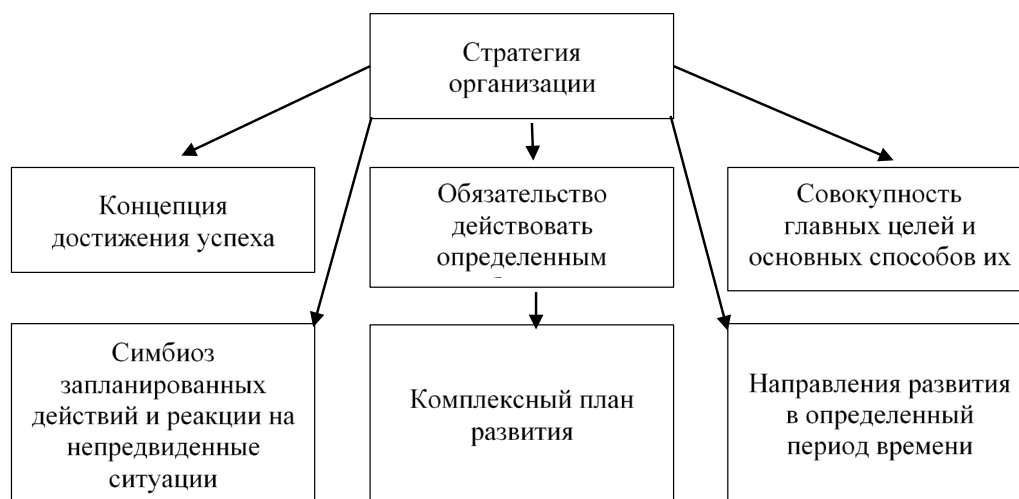 Стратегия
организации
Концепция
достижения успеха
Обязательство
действовать
определенным
Совокупность
главных целей и
основных способов их
Симбиоз
запланированных
действий и реакции на
непредвиденные
ситуации
Комплексный план
развития
Направления развития
в определенный
период времени